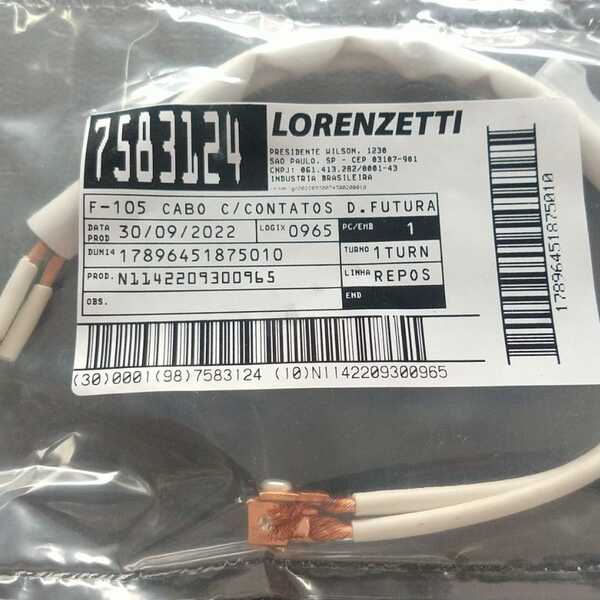 7583124
LORENZETTI
PRESIDENTE WILSON, 1230
SAO PAULO, SP - CEP 03107-901
CNPJ: 061.413.282/0001-43
INDUSTRIA BRASILEIRA
F-105 CABO C/CONTATOS D.FUTURA
DATA PROD 30/09/2022 LOGIX 0965 PC/EMB 1
DUN14 17896451875010 TURNO 1TURN
PROD. N1142209300965 LINHA REPOS
OBS. END
(30)0001(98)7583124 (10)N1142209300965
17896451875010